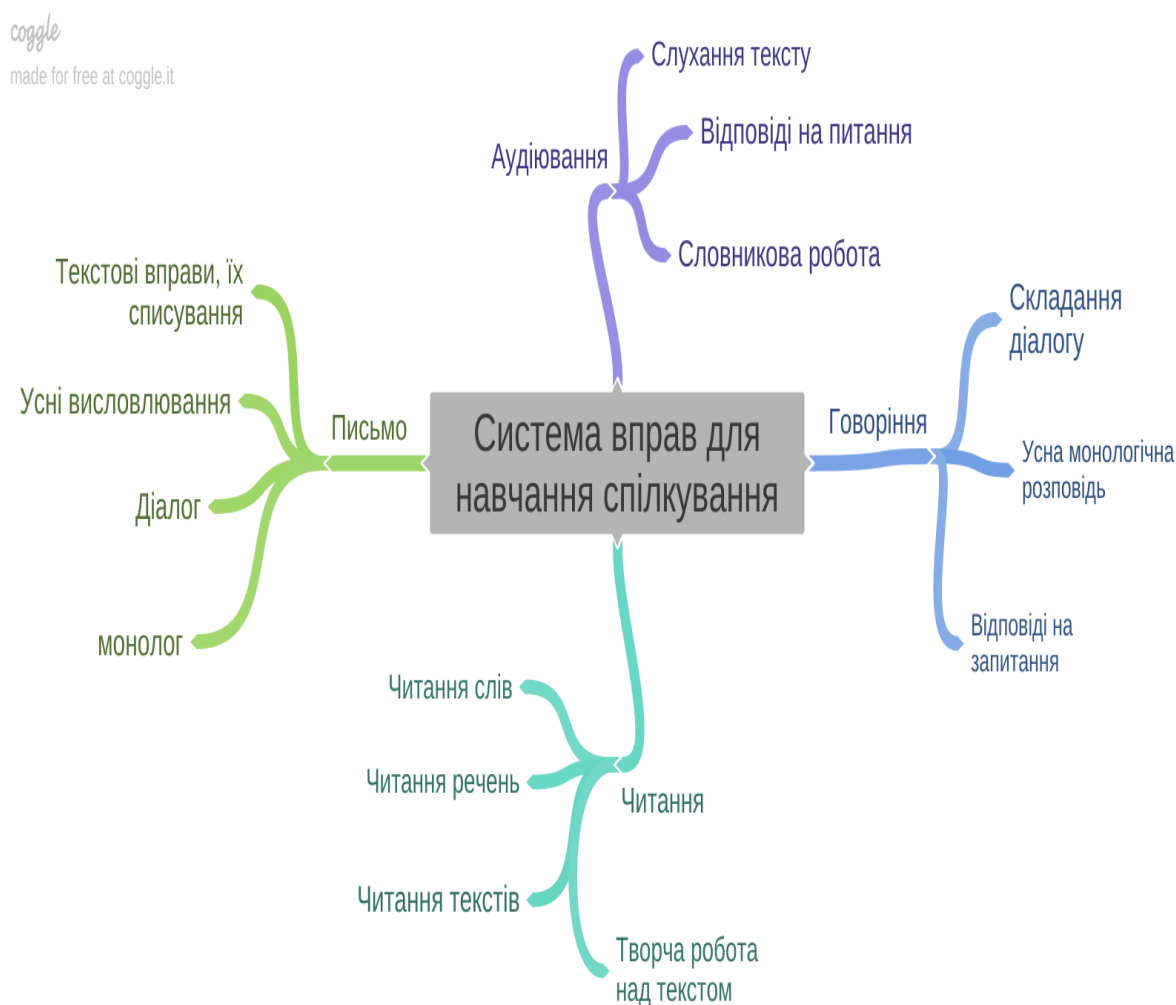 coggle
made for free at coggle.it
Слухання тексту
Відповіді на питання
Аудіювання
Словникова робота
Текстові вправи, їх
списування
Усні висловлювання
Письмо
Діалог
монолог
Система вправ для
навчання спілкування
Говоріння
Складання
діалогу
Усна монологічна
розповідь
Відповіді на
запитання
Читання слів
Читання речень
Читання
Читання текстів
Творча робота
над текстом